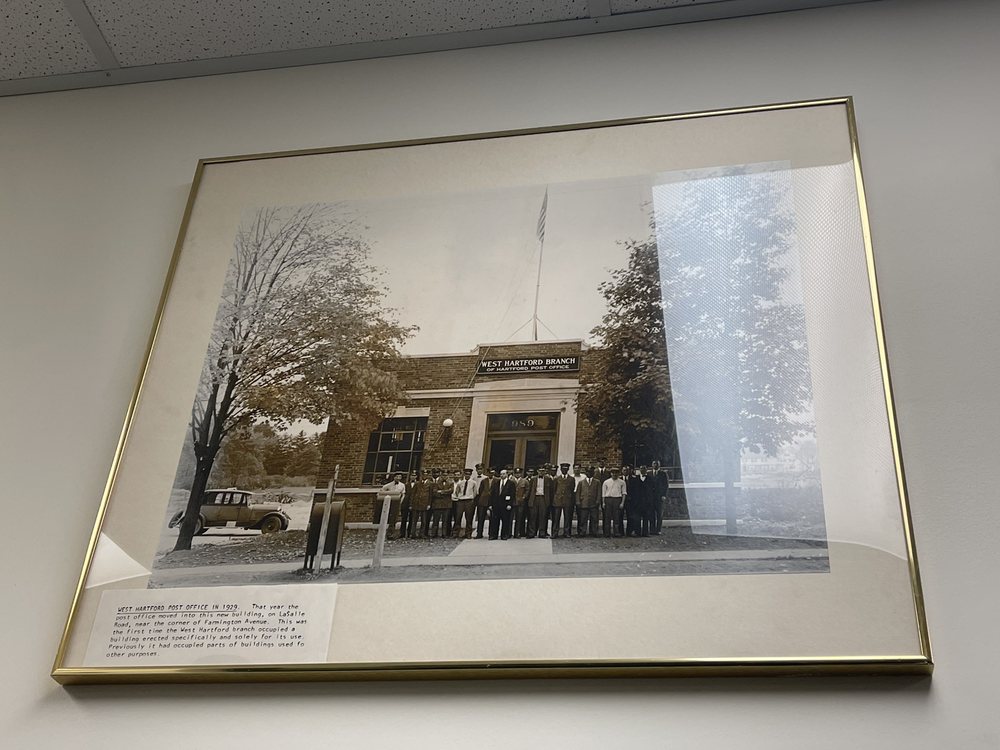 WEST HARTFORD BRANCH
OF HARTFORD POST OFFICE
989
WEST HARTFORD POST OFFICE IN 1929. That year the
post office moved into this new building, on LaSalle
Road, near the corner of Farmington Avenue. This was
the first time the West Hartford branch occupied a
building erected specifically and solely for its use.
Previously it had occupied parts of buildings used fo
other purposes.